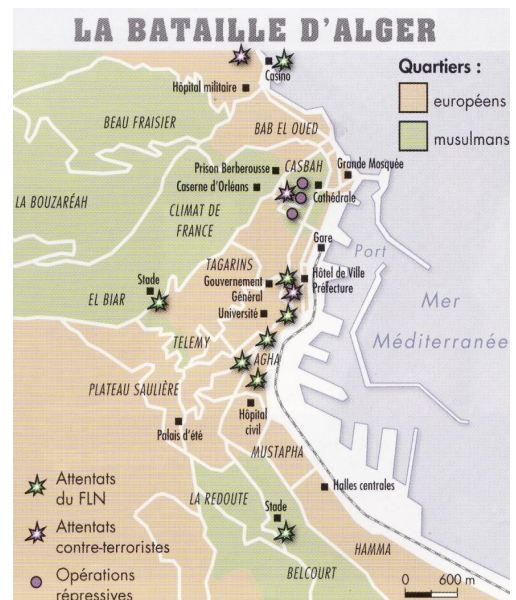 LA BATAILLE D'ALGER
Quartiers :
européens
musulmans
Casino
Hôpital militaire
BEAU FRAISIER
BAB EL OUED
Prison Berberousse
CASBAH
Grande Mosquée
Caserne d'Orléans
Cathédrale
LA BOUZARÉAH
CLIMAT DE
FRANCE
Gare
Port
TAGARINS
Stade
Gouvernement
Général
Hôtel de Ville
Préfecture
Mer
Méditerranée
EL BIAR
Université
TELEMY
AGHA
PLATEAU SAULIÈRE
Hôpital
civil
Palais d'été
MUSTAPHA
Halles centrales
LA REDOUTE
Stade
HAMMA
BELCOURT
Attentats
du FLN
Attentats
contre-terroristes
Opérations
répressives
0 600 m